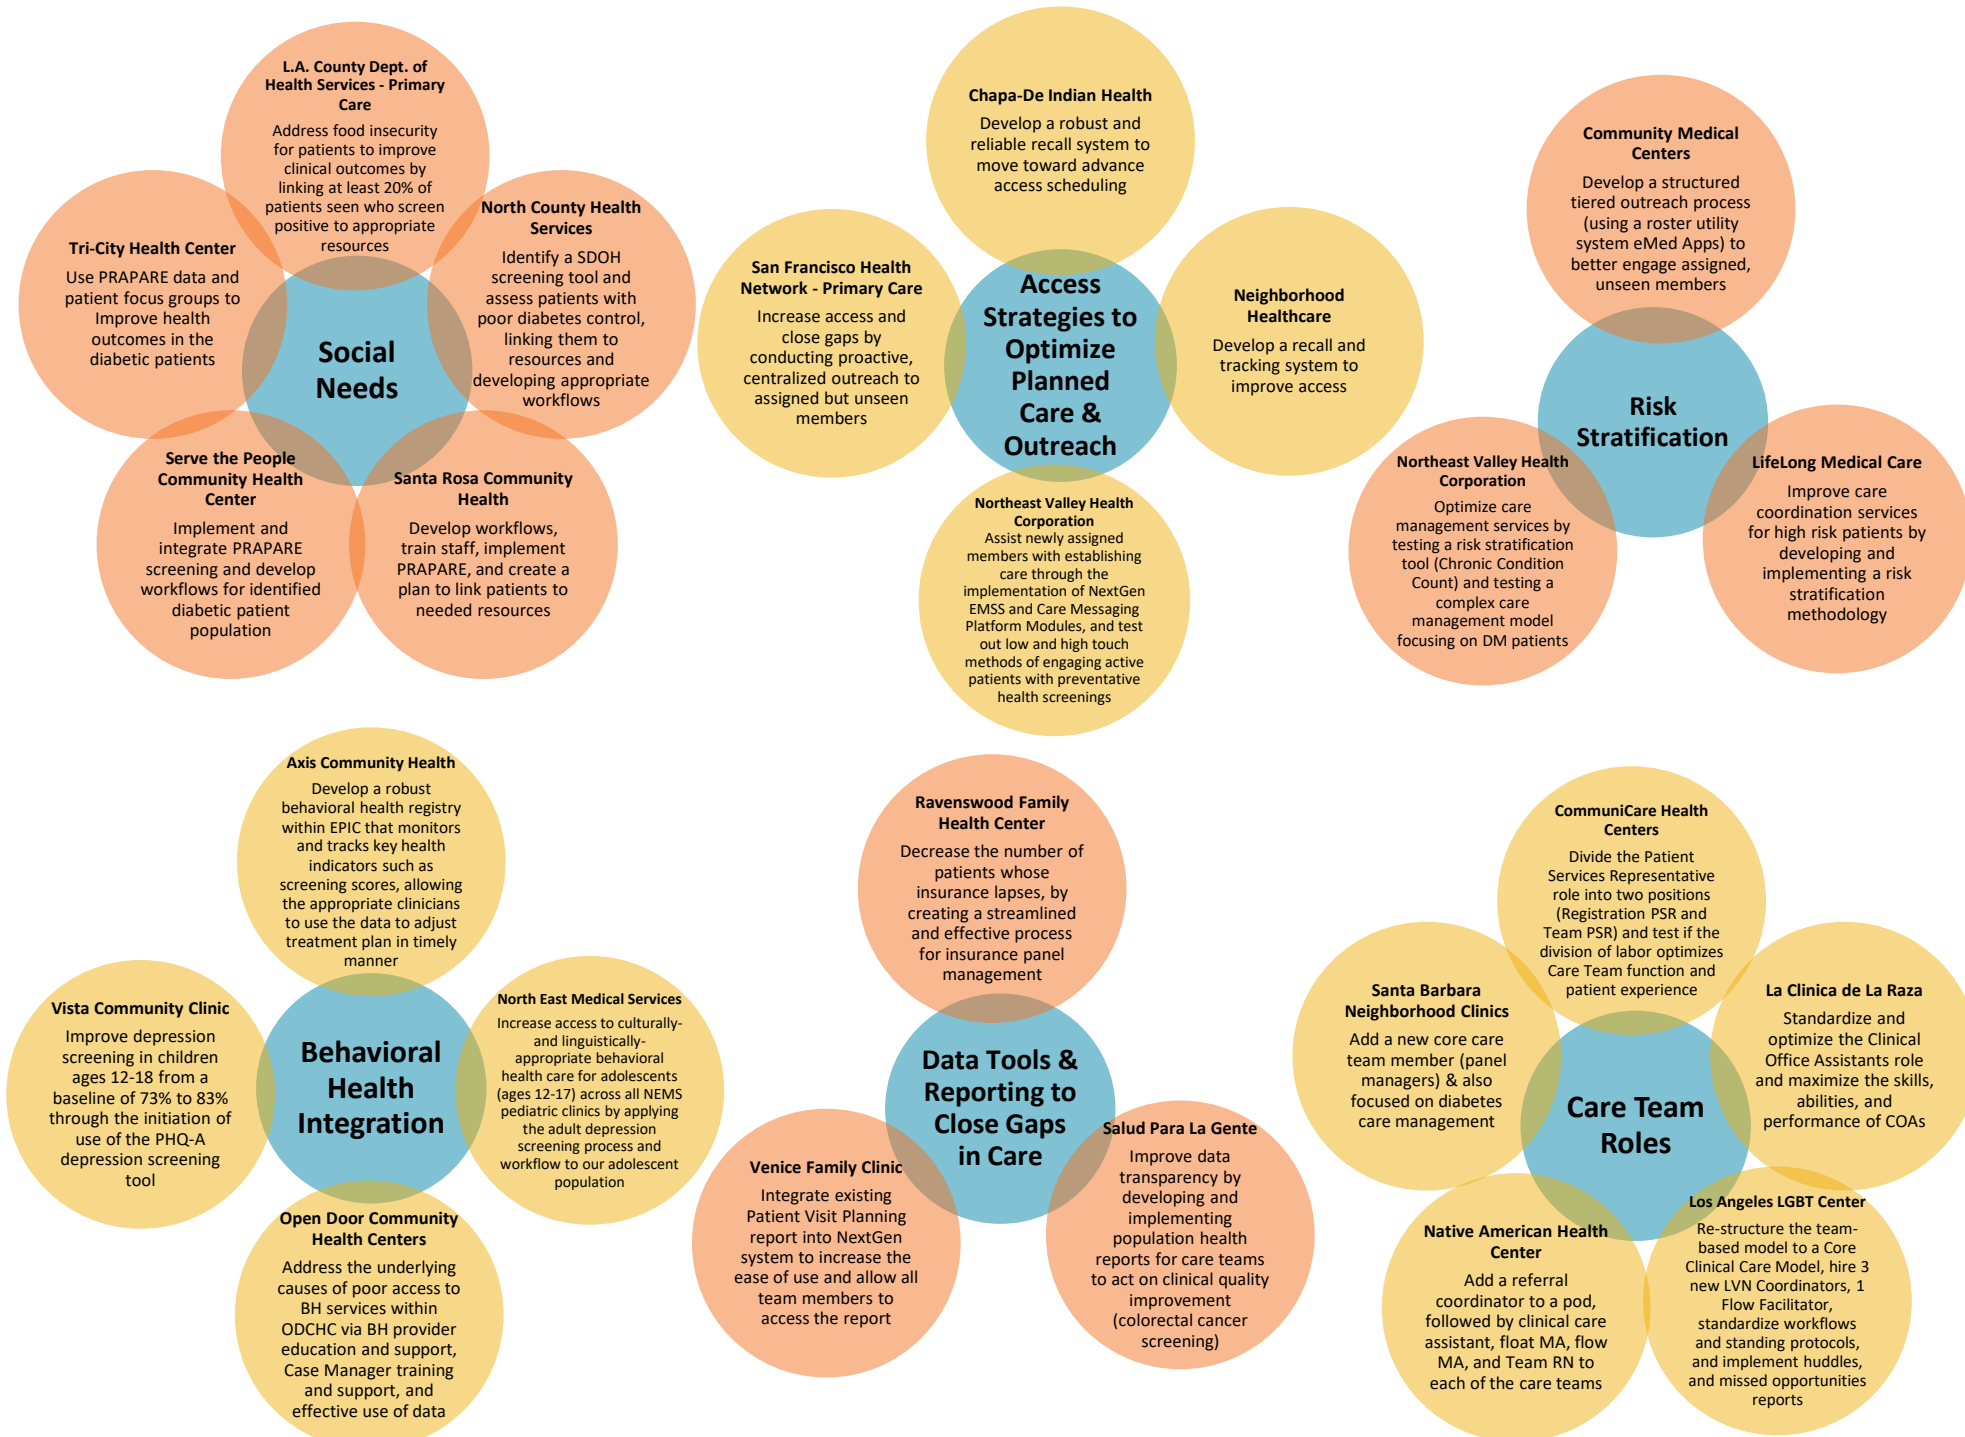 L.A. County Dept. of
Health Services - Primary
Care
Address food insecurity
for patients to improve
clinical outcomes by
linking at least 20% of
patients seen who screen
positive to appropriate
resources
Tri-City Health Center
Use PRAPARE data and
patient focus groups to
Improve health
outcomes in the
diabetic patients
North County Health
Services
Identify a SDOH
screening tool and
assess patients with
poor diabetes control,
linking them to
resources and
developing appropriate
workflows
Social
Needs
Serve the People
Community Health
Center
Implement and
integrate PRAPARE
screening and develop
workflows for identified
diabetic patient
population
Santa Rosa Community
Health
Develop workflows,
train staff, implement
PRAPARE, and create a
plan to link patients to
needed resources
Chapa-De Indian Health
Develop a robust and
reliable recall system to
move toward advance
access scheduling
San Francisco Health
Network - Primary Care
Increase access and
close gaps by
conducting proactive,
centralized outreach to
assigned but unseen
members
Access
Strategies to
Optimize
Planned
Care &
Outreach
Neighborhood
Healthcare
Develop a recall and
tracking system to
improve access
Northeast Valley Health
Corporation
Assist newly assigned
members with establishing
care through the
implementation of NextGen
EMSS and Care Messaging
Platform Modules, and test
out low and high touch
methods of engaging active
patients with preventative
health screenings
Community Medical
Centers
Develop a structured
tiered outreach process
(using a roster utility
system eMed Apps) to
better engage assigned,
unseen members
Risk
Stratification
Northeast Valley Health
Corporation
Optimize care
management services by
testing a risk stratification
tool (Chronic Condition
Count) and testing a
complex care
management model
focusing on DM patients
LifeLong Medical Care
Improve care
coordination services
for high risk patients by
developing and
implementing a risk
stratification
methodology
Axis Community Health
Develop a robust
behavioral health registry
within EPIC that monitors
and tracks key health
indicators such as
screening scores, allowing
the appropriate clinicians
to use the data to adjust
treatment plan in timely
manner
Vista Community Clinic
Improve depression
screening in children
ages 12-18 from a
baseline of 73% to 83%
through the initiation of
use of the PHQ-A
depression screening
tool
Behavioral
Health
Integration
North East Medical Services
Increase access to culturally-
and linguistically-
appropriate behavioral
health care for adolescents
(ages 12-17) across all NEMS
pediatric clinics by applying
the adult depression
screening process and
workflow to our adolescent
population
Open Door Community
Health Centers
Address the underlying
causes of poor access to
BH services within
ODCHC via BH provider
education and support,
Case Manager training
and support, and
effective use of data
Ravenswood Family
Health Center
Decrease the number of
patients whose
insurance lapses, by
creating a streamlined
and effective process
for insurance panel
management
Data Tools &
Reporting to
Close Gaps
in Care
Venice Family Clinic
Integrate existing
Patient Visit Planning
report into NextGen
system to increase the
ease of use and allow all
team members to
access the report
Salud Para La Gente
Improve data
transparency by
developing and
implementing
population health
reports for care teams
to act on clinical quality
improvement
(colorectal cancer
screening)
CommuniCare Health
Centers
Divide the Patient
Services Representative
role into two positions
(Registration PSR and
Team PSR) and test if the
division of labor optimizes
Care Team function and
patient experience
Santa Barbara
Neighborhood Clinics
Add a new core care
team member (panel
managers) & also
focused on diabetes
care management
La Clinica de La Raza
Standardize and
optimize the Clinical
Office Assistants role
and maximize the skills,
abilities, and
performance of COAs
Care Team
Roles
Native American Health
Center
Add a referral
coordinator to a pod,
followed by clinical care
assistant, float MA, flow
MA, and Team RN to
each of the care teams
Los Angeles LGBT Center
Re-structure the team-
based model to a Core
Clinical Care Model, hire 3
new LVN Coordinators, 1
Flow Facilitator,
standardize workflows
and standing protocols,
and implement huddles,
and missed opportunities
reports